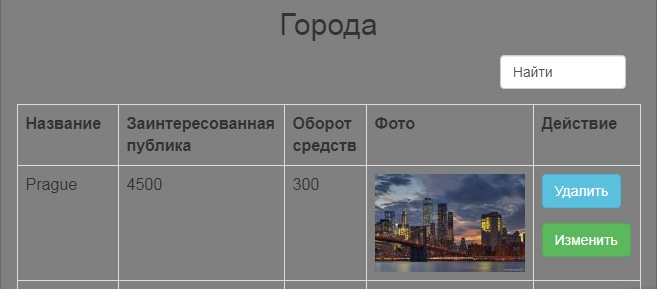 Города
Найти
Название
Заинтересованная
публика
Оборот
средств
Фото
Действие
Prague
4500
300
Удалить
Изменить